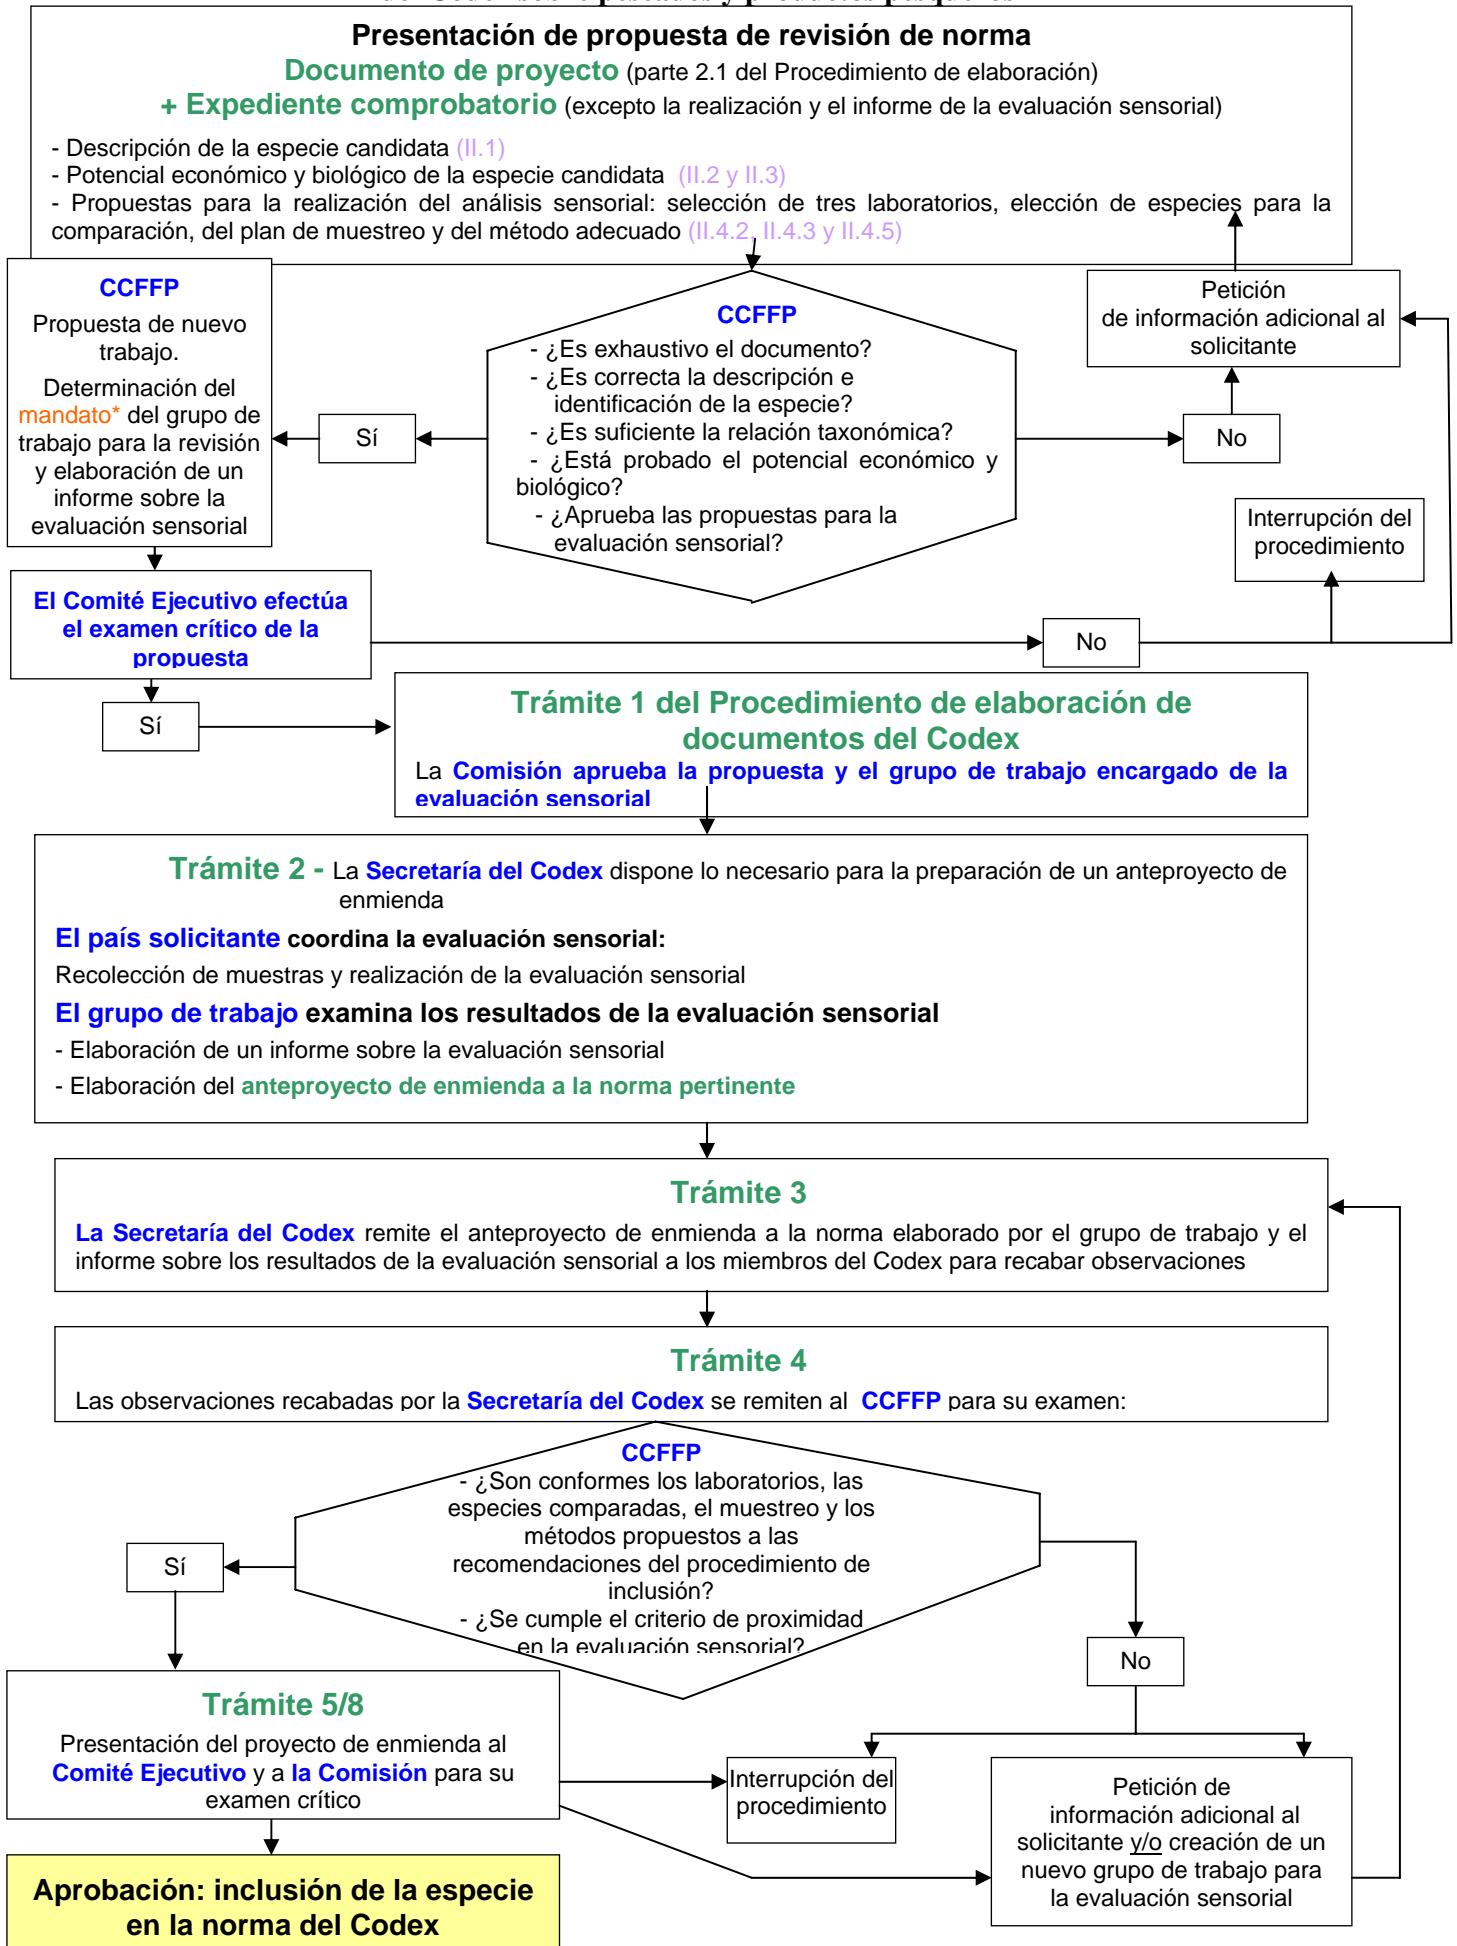 del Codex sobre pescados y productos pesqueros
Presentación de propuesta de revisión de norma
Documento de proyecto (parte 2.1 del Procedimiento de elaboración)
+ Expediente comprobatorio (excepto la realización y el informe de la evaluación sensorial)
- Descripción de la especie candidata (II.1)
- Potencial económico y biológico de la especie candidata (II.2 y II.3)
- Propuestas para la realización del análisis sensorial: selección de tres laboratorios, elección de especies para la
comparación, del plan de muestreo y del método adecuado (II.4.2, II.4.3 y II.4.5)
CCFFP
Propuesta de nuevo
trabajo.
Determinación del
mandato* del grupo de
trabajo para la revisión
y elaboración de un
informe sobre la
evaluación sensorial
Sí
CCFFP
- ¿Es exhaustivo el documento?
- ¿Es correcta la descripción e
identificación de la especie?
- ¿Es suficiente la relación taxonómica?
- ¿Está probado el potencial económico y
biológico?
- ¿Aprueba las propuestas para la
evaluación sensorial?
Petición
de información adicional al
solicitante
No
Interrupción del
procedimiento
El Comité Ejecutivo efectúa
el examen crítico de la
propuesta
No
Sí
Trámite 1 del Procedimiento de elaboración de
documentos del Codex
La Comisión aprueba la propuesta y el grupo de trabajo encargado de la
evaluación sensorial
Trámite 2 - La Secretaría del Codex dispone lo necesario para la preparación de un anteproyecto de
enmienda
El país solicitante coordina la evaluación sensorial:
Recolección de muestras y realización de la evaluación sensorial
El grupo de trabajo examina los resultados de la evaluación sensorial
- Elaboración de un informe sobre la evaluación sensorial
- Elaboración del anteproyecto de enmienda a la norma pertinente
Trámite 3
La Secretaría del Codex remite el anteproyecto de enmienda a la norma elaborado por el grupo de trabajo y el
informe sobre los resultados de la evaluación sensorial a los miembros del Codex para recabar observaciones
Trámite 4
Las observaciones recabadas por la Secretaría del Codex se remiten al CCFFP para su examen:
CCFFP
- ¿Son conformes los laboratorios, las
especies comparadas, el muestreo y los
métodos propuestos a las
recomendaciones del procedimiento de
inclusión?
- ¿Se cumple el criterio de proximidad
en la evaluación sensorial?
Sí
No
Trámite 5/8
Presentación del proyecto de enmienda al
Comité Ejecutivo y a la Comisión para su
examen crítico
Interrupción del
procedimiento
Petición de
información adicional al
solicitante y/o creación de un
nuevo grupo de trabajo para
la evaluación sensorial
Aprobación: inclusión de la especie
en la norma del Codex